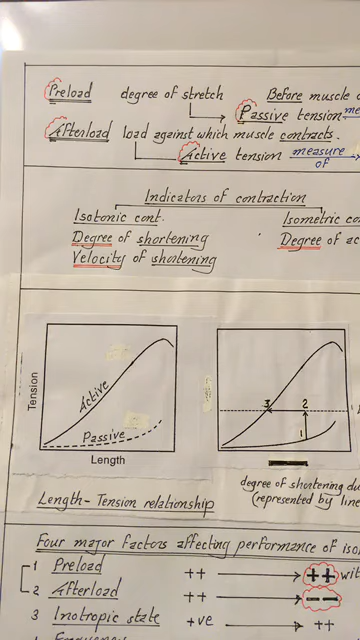 Preload degree of stretch Before muscle
Passive tension
Afterload load against which muscle contracts.
Active tension measure
of
Indicators of contraction
Isotonic cont. Isometric
Degree of shortening Degree of
Velocity of shortening
Tension
Active
Passive
Length
3 2
1
degree of shortening
(represented by line
Length-Tension relationship
Four major factors affecting performance of
1 Preload ++ ++
2 Afterload ++ --
3 Inotropic state +ve ++